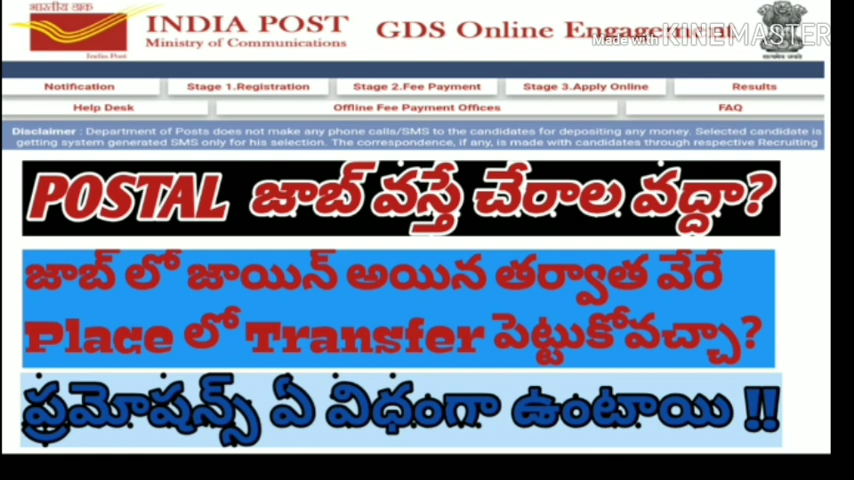 भारतीय डाक
INDIA POST
Ministry of Communications
India Post
GDS Online Engagement
Made with KINEMASTER
सत्यमेव जयते
Notification Stage 1.Registration Stage 2.Fee Payment Stage 3.Apply Online Results
Help Desk Offline Fee Payment Offices FAQ
Disclaimer : Department of Posts does not make any phone calls/SMS to the candidates for depositing any money. Selected candidate is
getting system generated SMS only for his selection. The correspondence, if any, is made with candidates through respective Recruiting
POSTAL జాబ్ వస్తే చేరాల వద్దా?
జాబ్ లో జాయిన్ అయిన తర్వాత వేరే
Place లో Transfer పెట్టుకోవచ్చా?
ప్రమోషన్స్ ఏ విధంగా ఉంటాయి !!